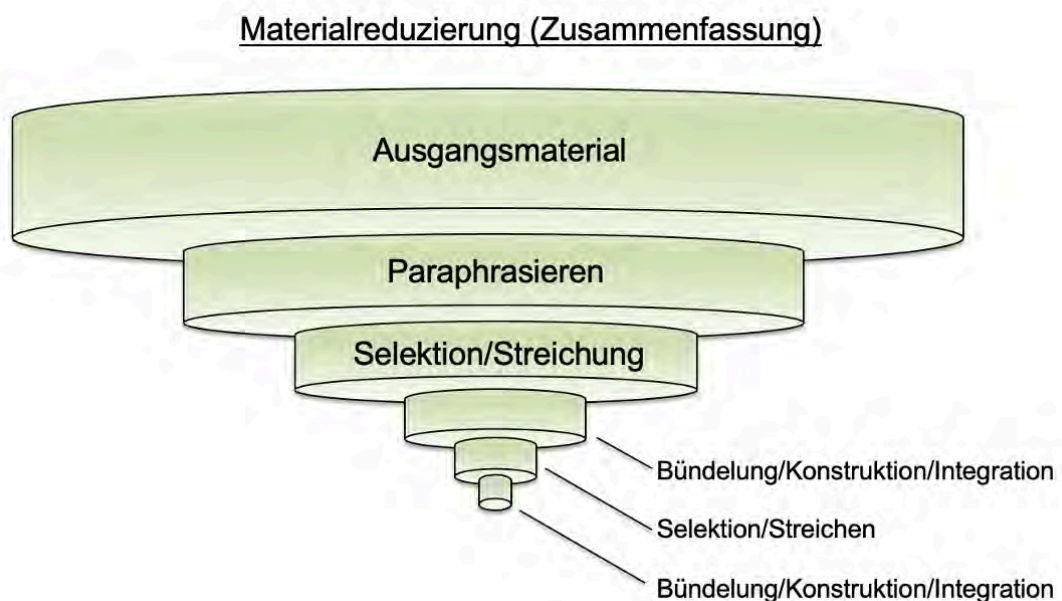 Materialreduzierung (Zusammenfassung)
Ausgangsmaterial
Paraphrasieren
Selektion/Streichung
Bündelung/Konstruktion/Integration
Selektion/Streichen
Bündelung/Konstruktion/Integration